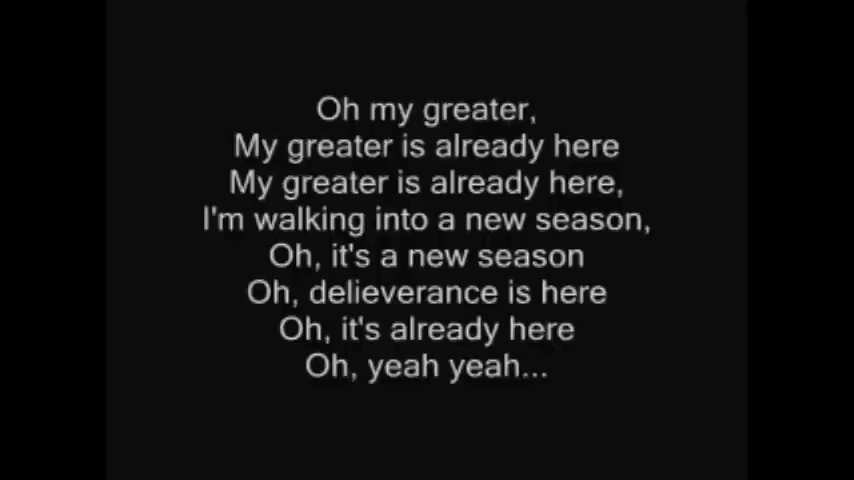 Oh my greater,
My greater is already here
My greater is already here,
I'm walking into a new season,
Oh, it's a new season
Oh, delieverance is here
Oh, it's already here
Oh, yeah yeah...